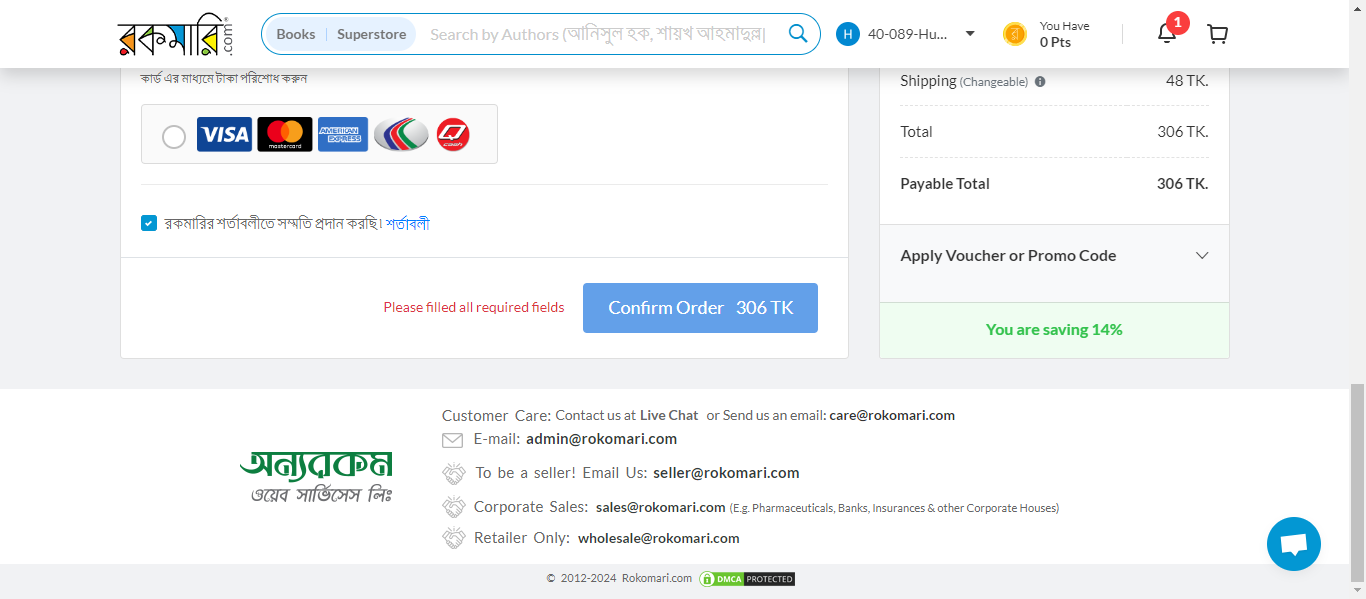 রকমারি.com
Books Superstore Search by Authors (আনিসুল হক, শায়খ আহমাদুল্ল
H 40-089-Hu...
You Have
0 Pts
1
কার্ড এর মাধ্যমে টাকা পরিশোধ করুন
VISA mastercard AMERICAN EXPRESS Q cash
রকমারির শর্তাবলীতে সম্মতি প্রদান করছি। শর্তাবলী
Please filled all required fields Confirm Order 306 TK
Shipping (Changeable) 48 TK.
Total 306 TK.
Payable Total 306 TK.
Apply Voucher or Promo Code
You are saving 14%
অন্যরকম
ওয়েব সার্ভিসেস লিঃ
Customer Care: Contact us at Live Chat or Send us an email: care@rokomari.com
E-mail: admin@rokomari.com
To be a seller! Email Us: seller@rokomari.com
Corporate Sales: sales@rokomari.com (E.g. Pharmaceuticals, Banks, Insurances & other Corporate Houses)
Retailer Only: wholesale@rokomari.com
© 2012-2024 Rokomari.com DMCA PROTECTED